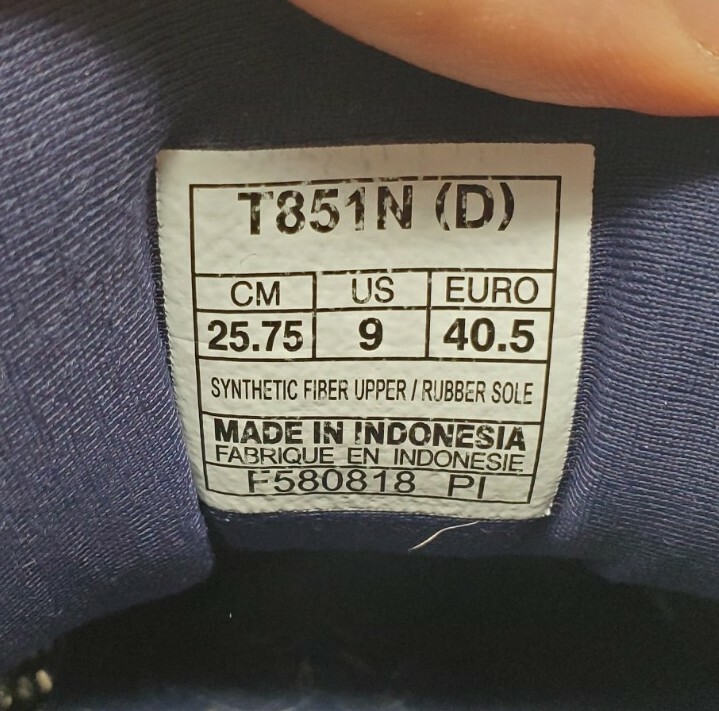 T851N (D)
CM US EURO
25.75 9 40.5
SYNTHETIC FIBER UPPER / RUBBER SOLE
MADE IN INDONESIA
FABRIQUE EN INDONESIE
F580818 PI